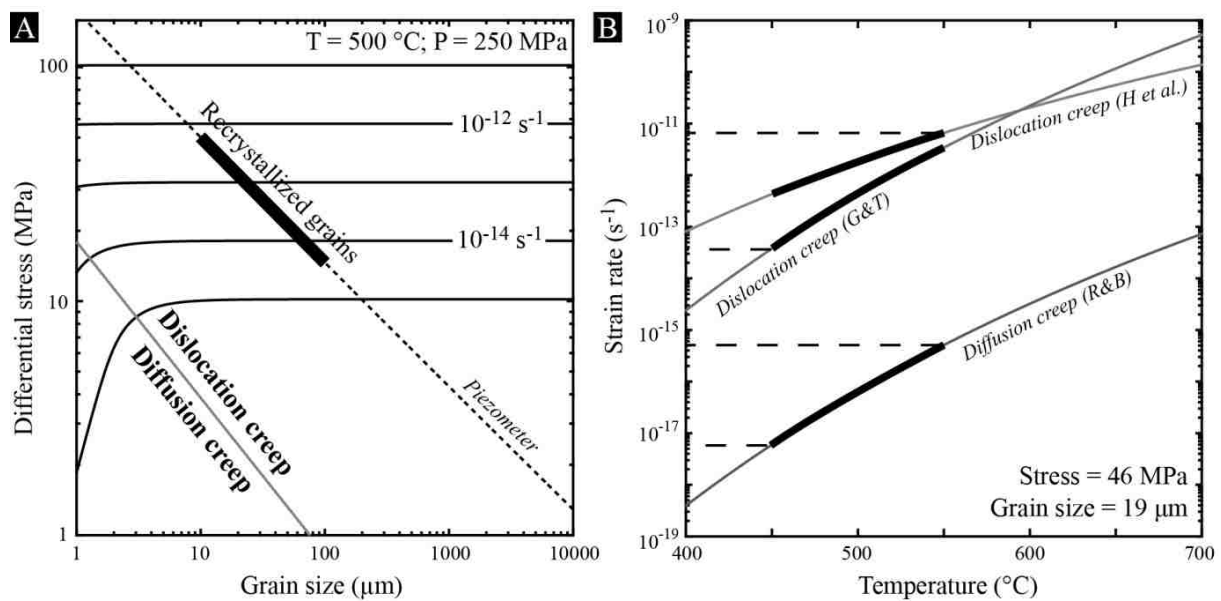 A
T = 500 °C; P = 250 MPa
100
10
1
Differential stress (MPa)
10⁻¹² s⁻¹
Recrystallized grains
10⁻¹⁴ s⁻¹
Dislocation creep
Diffusion creep
Piezometer
1
10
100
1000
10000
Grain size (μm)
B
10⁻⁹
10⁻¹¹
10⁻¹³
10⁻¹⁵
10⁻¹⁷
10⁻¹⁹
Strain rate (s⁻¹)
Dislocation creep (H et al.)
Dislocation creep (G&T)
Diffusion creep (R&B)
Stress = 46 MPa
Grain size = 19 μm
400
500
600
700
Temperature (°C)